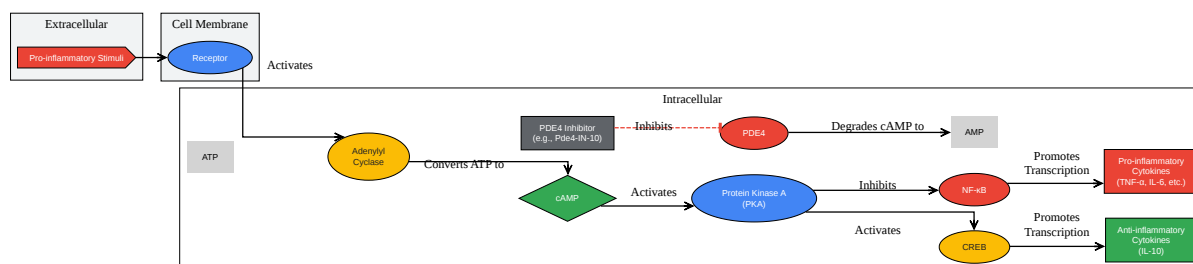 Extracellular
Cell Membrane
Pro-inflammatory Stimuli
Receptor
Activates
Intracellular
PDE4 Inhibitor
(e.g., Pde4-IN-10)
Inhibits
PDE4
Degrades cAMP to
AMP
ATP
Adenylyl
Cyclase
Converts ATP to
cAMP
Activates
Protein Kinase A
(PKA)
Inhibits
NF-κB
Promotes
Transcription
Pro-inflammatory
Cytokines
(TNF-α, IL-6, etc.)
Activates
CREB
Promotes
Transcription
Anti-inflammatory
Cytokines
(IL-10)